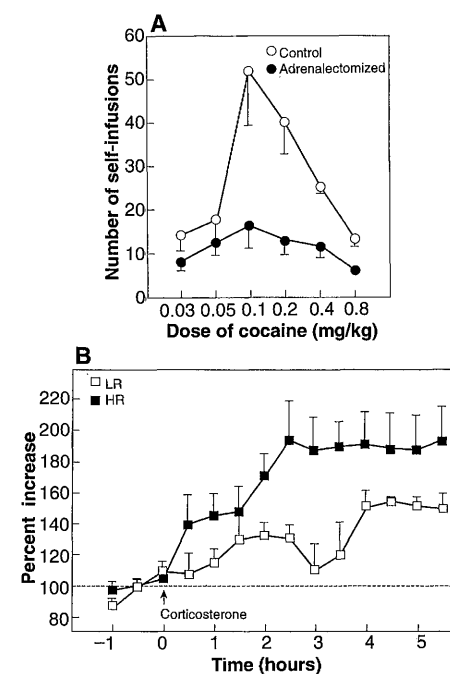 A
60
Control
Adrenalectomized
50
40
30
20
10
0
Number of self-infusions
0.03 0.05 0.1 0.2 0.4 0.8
Dose of cocaine (mg/kg)
B
LR
HR
220
200
180
160
140
120
100
80
Percent increase
Corticosterone
−1 0 1 2 3 4 5
Time (hours)